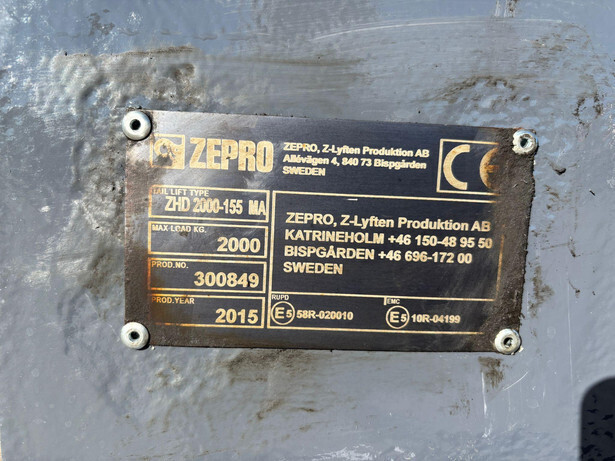 ZEPRO
ZEPRO, Z-Lyften Produktion AB
Allévägen 4, 840 73 Bispgården
SWEDEN
CE
TAIL LIFT TYPE
ZHD 2000-155 MA
MAX LOAD KG.
2000
PROD.NO.
300849
PROD.YEAR
2015
ZEPRO, Z-Lyften Produktion AB
KATRINEHOLM +46 150-48 95 50
BISPGÅRDEN +46 696-172 00
SWEDEN
RUPD
E5 58R-020010
EMC
E5 10R-04199